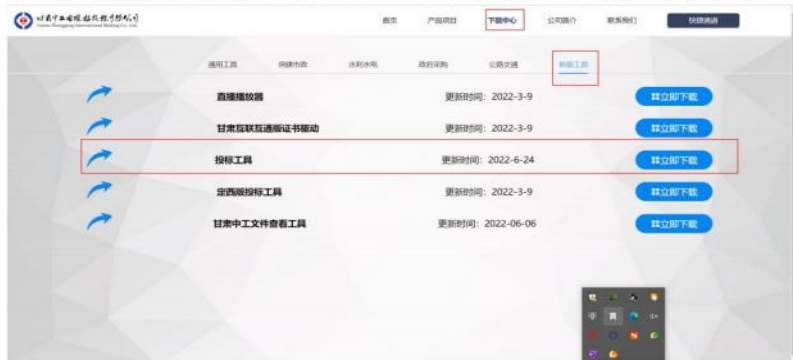 甘肃中工国际招投标有限公司
首页 产品项目 下载中心 公司简介 联系我们 快捷通道
通用工具 房建市政 水利水电 政府采购 公路交通 新版工具
直播播放器 更新时间：2022-3-9 立即下载
甘肃互联互通版证书驱动 更新时间：2022-3-9 立即下载
投标工具 更新时间：2022-6-24 立即下载
定西版投标工具 更新时间：2022-3-9 立即下载
甘肃中工文件查看工具 更新时间：2022-06-06 立即下载